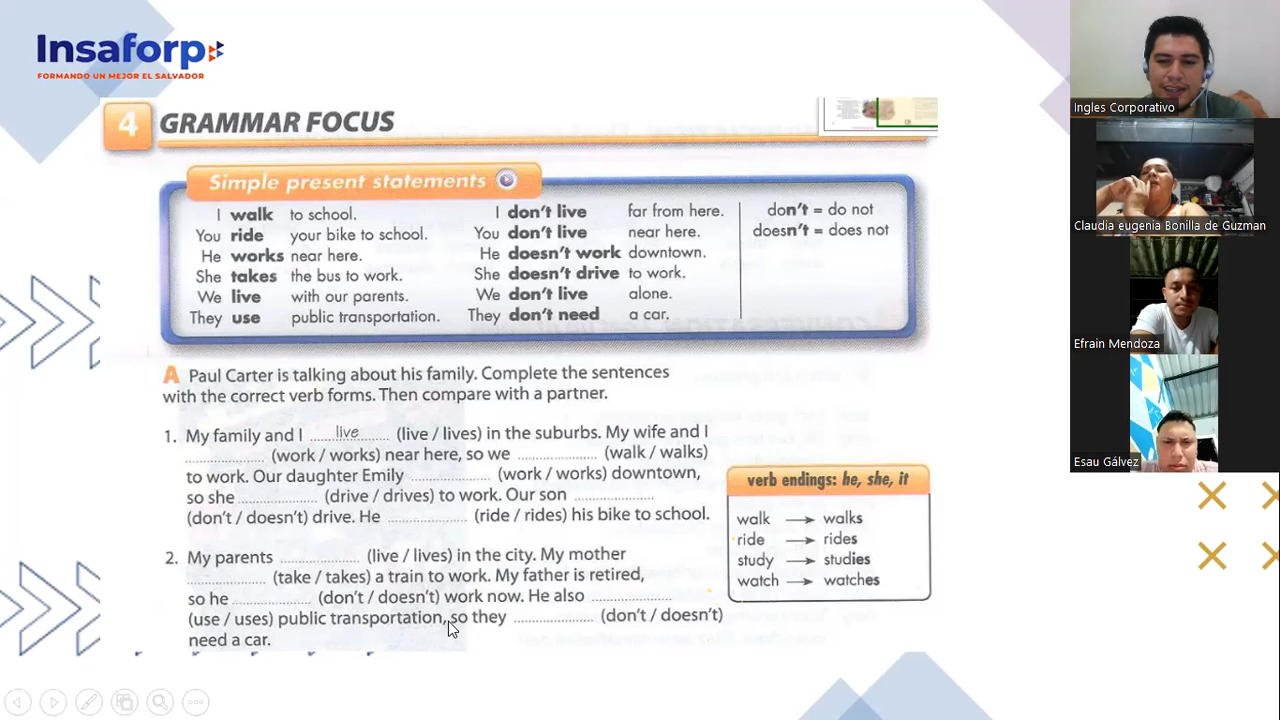 Insaforp
FORMANDO UN MEJOR EL SALVADOR
4 GRAMMAR FOCUS
Simple present statements
I walk to school.
You ride your bike to school.
He works near here.
She takes the bus to work.
We live with our parents.
They use public transportation.
I don't live far from here.
You don't live near here.
He doesn't work downtown.
She doesn't drive to work.
We don't live alone.
They don't need a car.
don't = do not
doesn't = does not
A Paul Carter is talking about his family. Complete the sentences
with the correct verb forms. Then compare with a partner.
1. My family and I ....live.... (live / lives) in the suburbs. My wife and I
.................... (work / works) near here, so we .................... (walk / walks)
to work. Our daughter Emily .................... (work / works) downtown,
so she .................... (drive / drives) to work. Our son ....................
(don't / doesn't) drive. He .................... (ride / rides) his bike to school.
2. My parents .................... (live / lives) in the city. My mother
.................... (take / takes) a train to work. My father is retired,
so he .................... (don't / doesn't) work now. He also ....................
(use / uses) public transportation, so they .................... (don't / doesn't)
need a car.
verb endings: he, she, it
walk → walks
ride → rides
study → studies
watch → watches
Ingles Corporativo
Claudia eugenia Bonilla de Guzman
Efrain Mendoza
Esau Gálvez